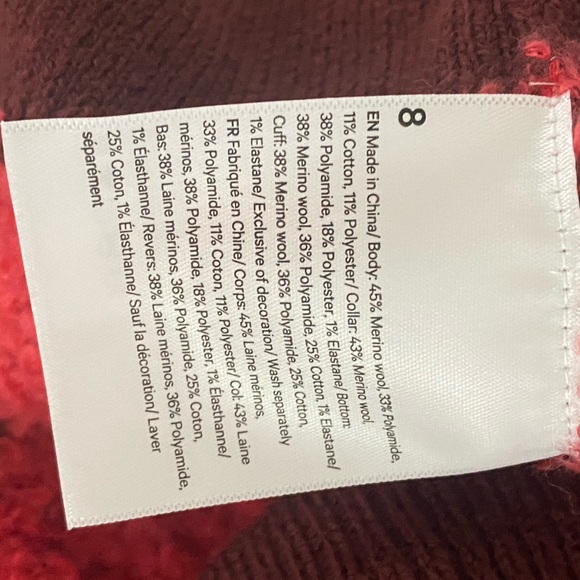 8
EN Made in China/ Body: 45% Merino wool, 33% Polyamide,
11% Cotton, 11% Polyester/ Collar: 43% Merino wool,
38% Polyamide, 18% Polyester, 1% Elastane/ Bottom:
38% Merino wool, 36% Polyamide, 25% Cotton, 1% Elastane/
Cuff: 38% Merino wool, 36% Polyamide, 25% Cotton,
1% Elastane/ Exclusive of decoration/ Wash separately
FR Fabriqué en Chine/ Corps: 45% Laine mérinos,
33% Polyamide, 11% Coton, 11% Polyester/ Col: 43% Laine
mérinos, 38% Polyamide, 18% Polyester, 1% Élasthanne/
Bas: 38% Laine mérinos, 36% Polyamide, 25% Coton,
1% Élasthanne/ Revers: 38% Laine mérinos, 36% Polyamide,
25% Coton, 1% Élasthanne/ Sauf la décoration/ Laver
séparément